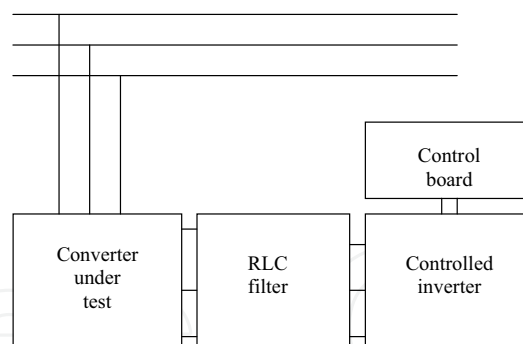 Control
board
Converter
under
test
RLC
filter
Controlled
inverter